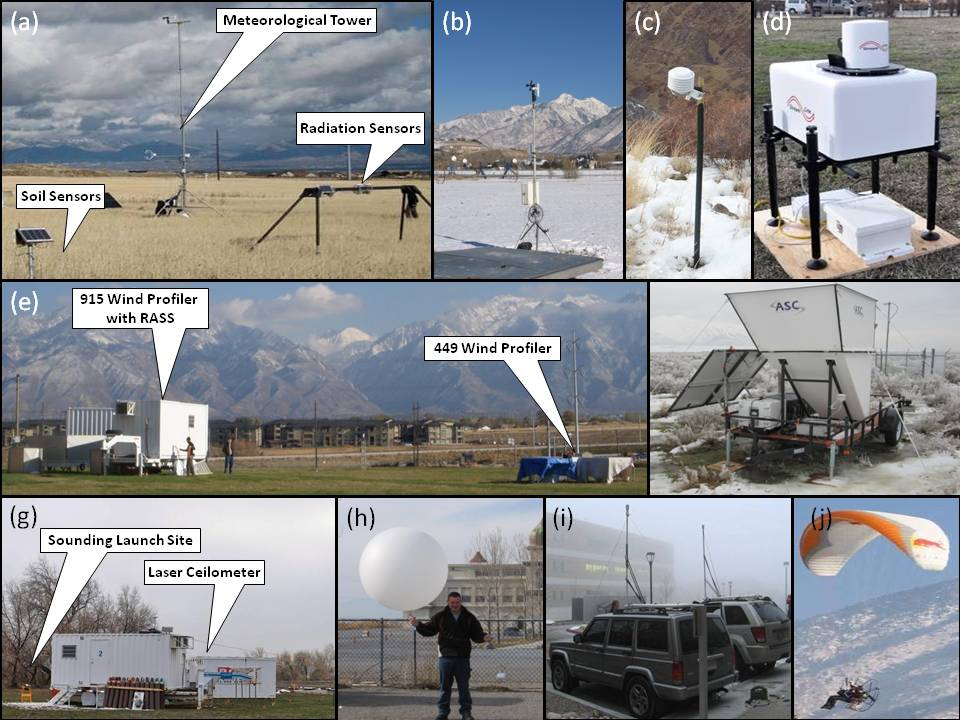 (a)
Meteorological Tower
Radiation Sensors
Soil Sensors
(b)
(c)
(d)
(e)
915 Wind Profiler
with RASS
449 Wind Profiler
ASC
(g)
Sounding Launch Site
Laser Ceilometer
2
(h)
(i)
(j)